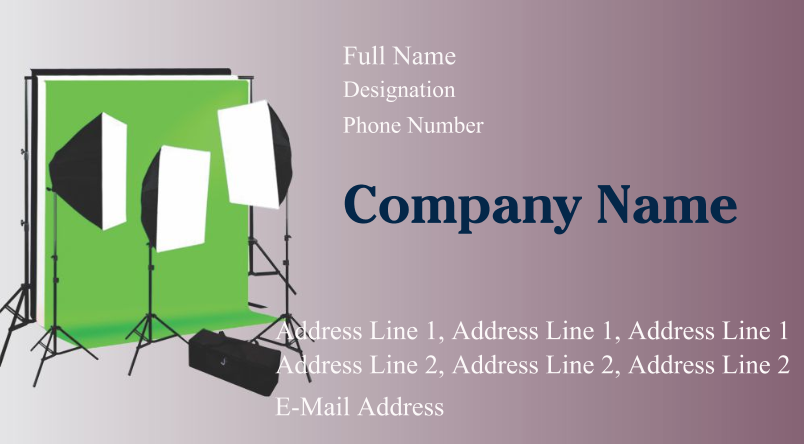 Full Name
Designation
Phone Number
Company Name
Address Line 1, Address Line 1, Address Line 1
Address Line 2, Address Line 2, Address Line 2
E-Mail Address